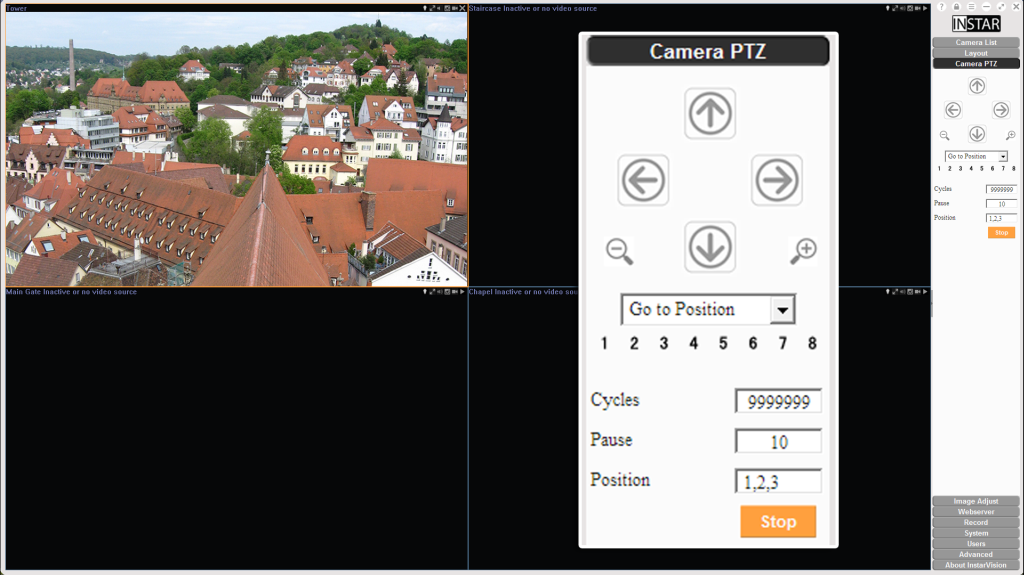 Tower
Staircase Inactive or no video source
?
INSTAR
Camera List
Layout
Camera PTZ
Go to Position
1 2 3 4 5 6 7 8
Cycles 9999999
Pause 10
Position 1,2,3
Stop
Camera PTZ
Go to Position
1 2 3 4 5 6 7 8
Cycles 9999999
Pause 10
Position 1,2,3
Stop
Main Gate Inactive or no video source
Chapel Inactive or no video sou
Image Adjust
Webserver
Record
System
Users
Advanced
About InstarVision